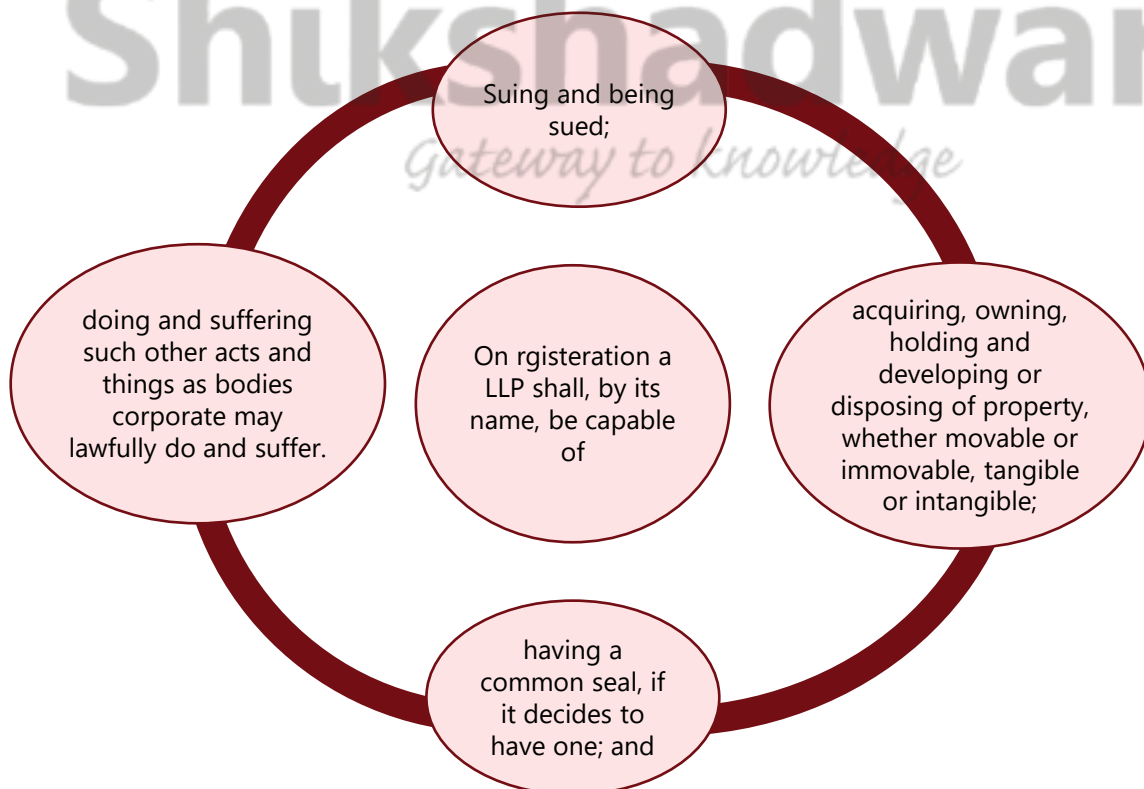 Shikshadwar
Gateway to knowledge
Suing and being
sued;
On rgisteration a
LLP shall, by its
name, be capable
of
acquiring, owning,
holding and
developing or
disposing of property,
whether movable or
immovable, tangible
or intangible;
having a
common seal, if
it decides to
have one; and
doing and suffering
such other acts and
things as bodies
corporate may
lawfully do and suffer.